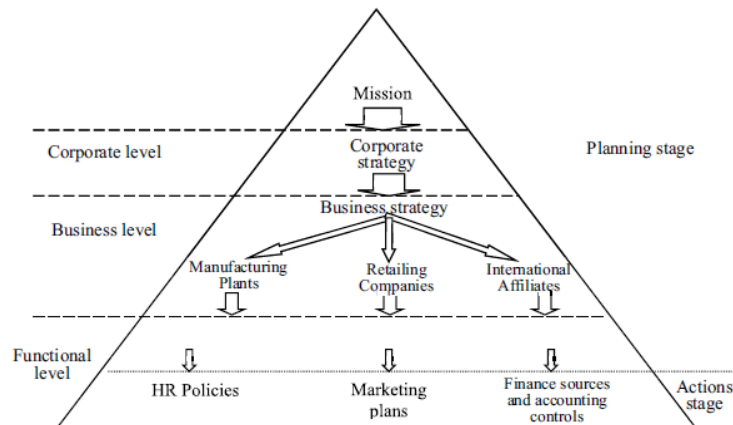 Mission
Corporate level
Corporate
strategy
Planning stage
Business strategy
Business level
Manufacturing
Plants
Retailing
Companies
International
Affiliates
Functional
level
HR Policies
Marketing
plans
Finance sources
and accounting
controls
Actions
stage